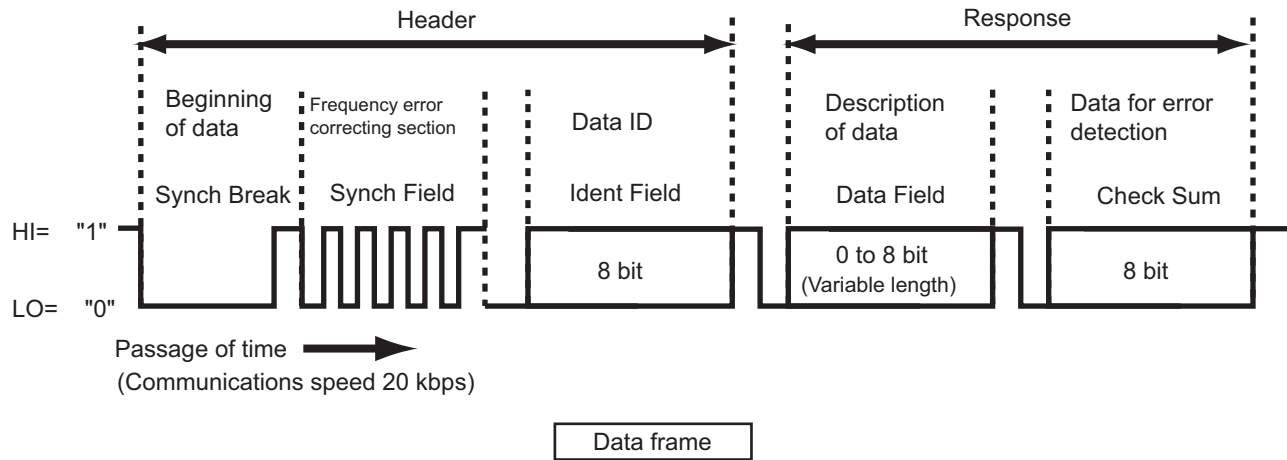 Header
Response
Beginning
of data
Frequency error
correcting section
Data ID
Description
of data
Data for error
detection
Synch Break
Synch Field
Ident Field
Data Field
Check Sum
HI= "1"
8 bit
0 to 8 bit
(Variable length)
8 bit
LO= "0"
Passage of time
(Communications speed 20 kbps)
Data frame